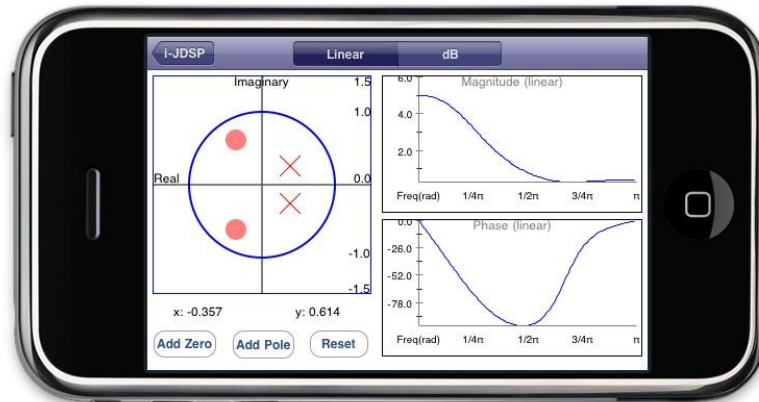 i-JDSP
Linear
dB
Imaginary
1.5
1.0
Real
0.0
-1.0
-1.5
x: -0.357
y: 0.614
Add Zero
Add Pole
Reset
Magnitude (linear)
6.0
4.0
2.0
Freq(rad)
1/4π
1/2π
3/4π
π
Phase (linear)
0.0
-26.0
-52.0
-78.0
Freq(rad)
1/4π
1/2π
3/4π
π